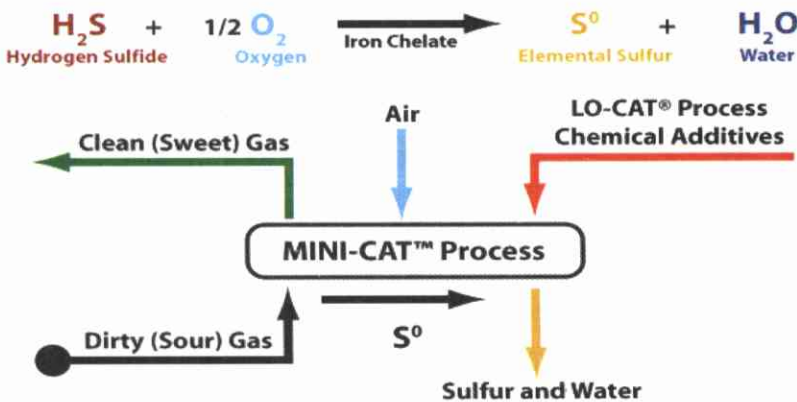 H₂S + 1/2 O₂ S⁰ + H₂O
Iron Chelate
Hydrogen Sulfide Oxygen Elemental Sulfur Water
Air
LO-CAT® Process
Chemical Additives
Clean (Sweet) Gas
MINI-CAT™ Process
Dirty (Sour) Gas
S⁰
Sulfur and Water